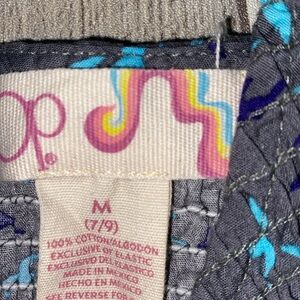 op®
M
(7/9)
100% COTTON/ALGODON
EXCLUSIVE OF ELASTIC
EXCLUSIVO DEL ELASTICO
MADE IN MEXICO
HECHO EN MEXICO
SEE REVERSE FOR